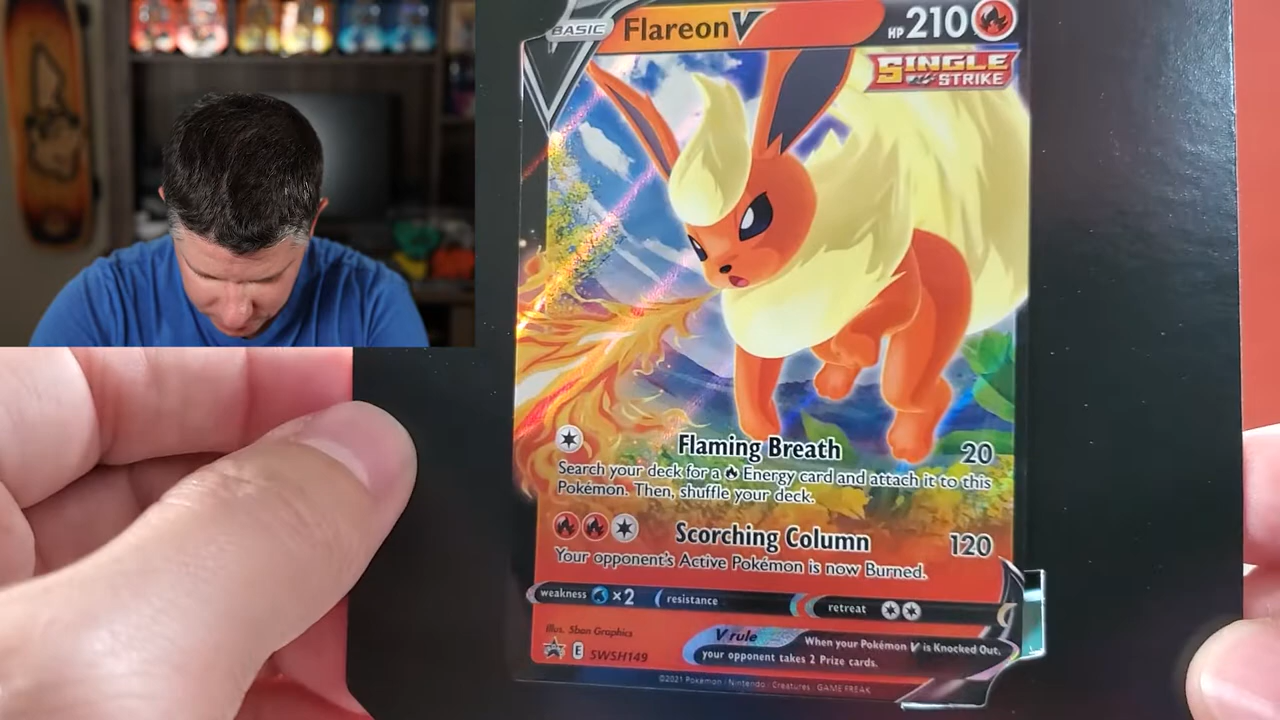 BASIC
Flareon V
HP 210
SINGLE
STRIKE
Flaming Breath 20
Search your deck for a Energy card and attach it to this
Pokémon. Then, shuffle your deck.
Scorching Column 120
Your opponent's Active Pokémon is now Burned.
weakness ×2 resistance retreat
Illus. 5ban Graphics
V rule When your Pokémon V is Knocked Out,
your opponent takes 2 Prize cards.
E SWSH149
©2021 Pokémon / Nintendo / Creatures / GAME FREAK